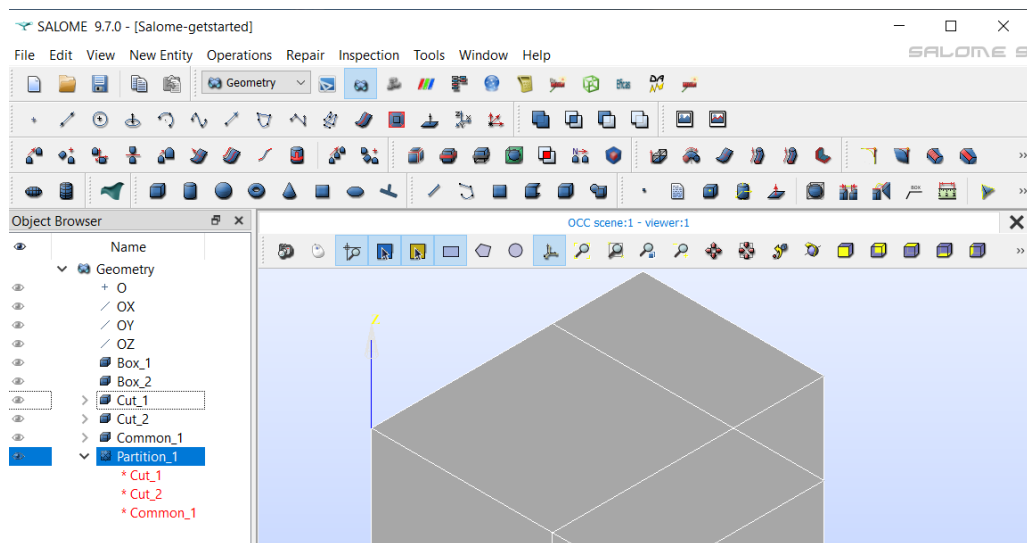 SALOME 9.7.0 - [Salome-getstarted]
File Edit View New Entity Operations Repair Inspection Tools Window Help
SALOME S
Geometry
Object Browser
OCC scene:1 - viewer:1
Name
Geometry
O
OX
OY
OZ
Box_1
Box_2
Cut_1
Cut_2
Common_1
Partition_1
* Cut_1
* Cut_2
* Common_1